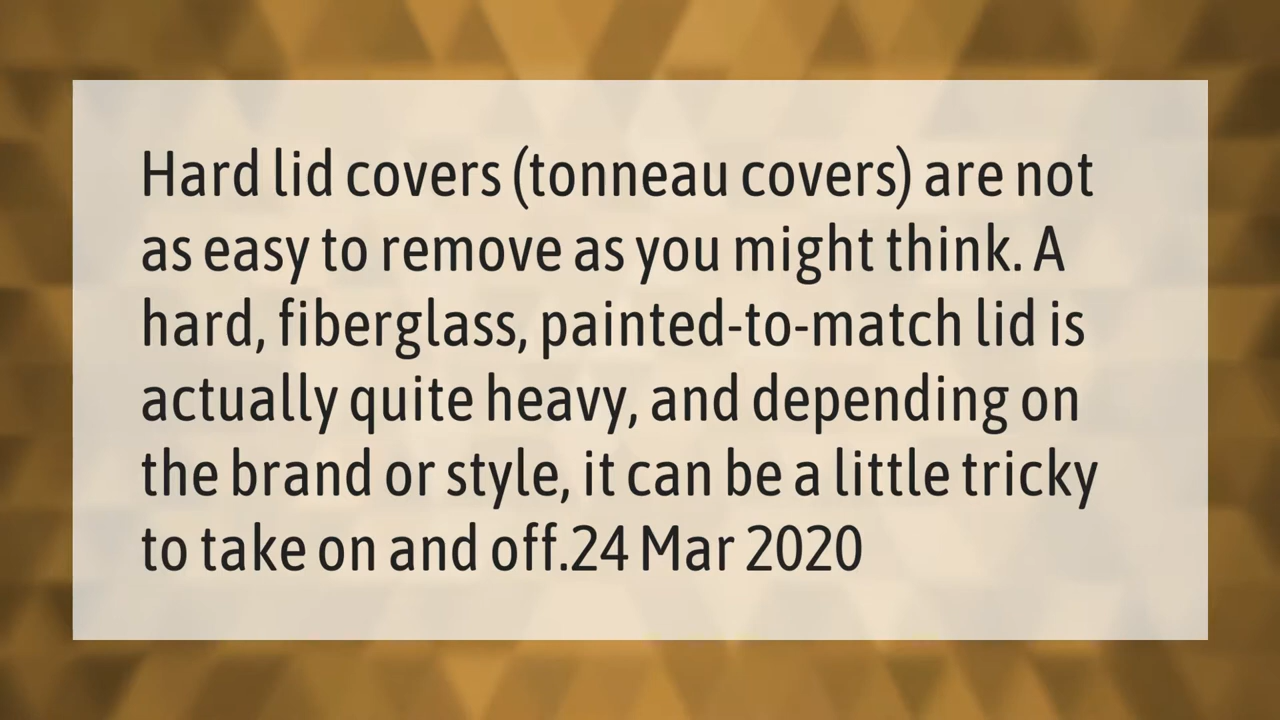 Hard lid covers (tonneau covers) are not
as easy to remove as you might think. A
hard, fiberglass, painted-to-match lid is
actually quite heavy, and depending on
the brand or style, it can be a little tricky
to take on and off.24 Mar 2020